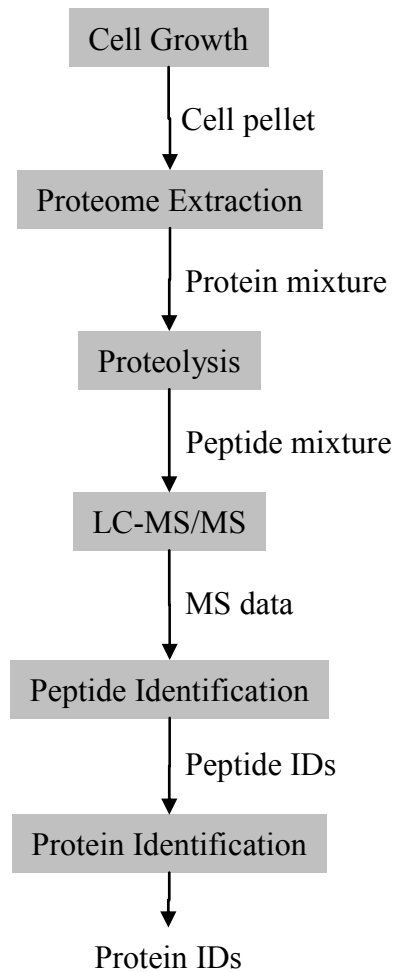 Cell Growth
Cell pellet
Proteome Extraction
Protein mixture
Proteolysis
Peptide mixture
LC-MS/MS
MS data
Peptide Identification
Peptide IDs
Protein Identification
Protein IDs